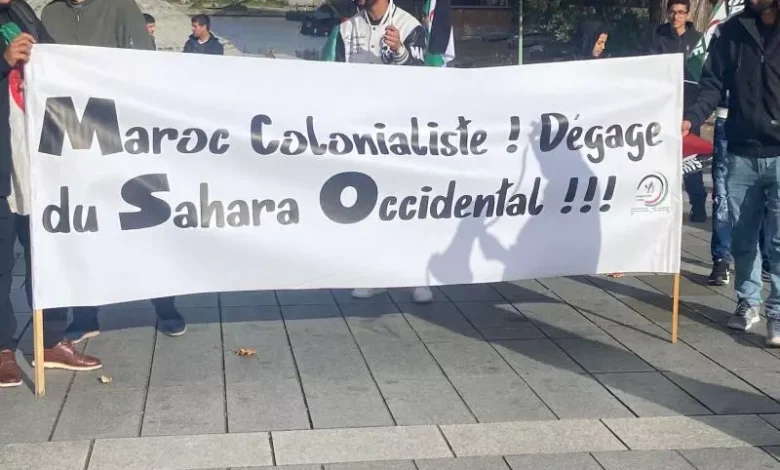 Maroc Colonialiste ! Dégage
du Sahara Occidental !!!